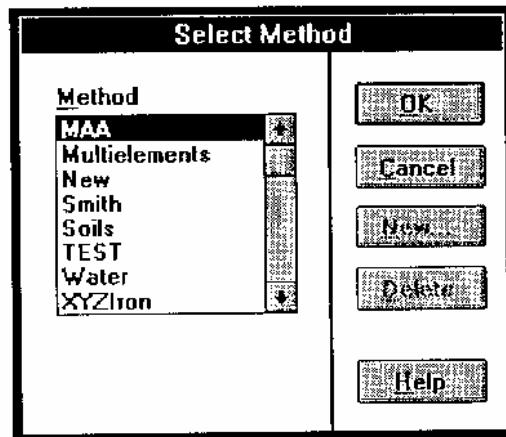 Select Method
Method
MAA
Multielements
New
Smith
Soils
TEST
Water
XYZIron
OK
Cancel
New...
Delete
Help